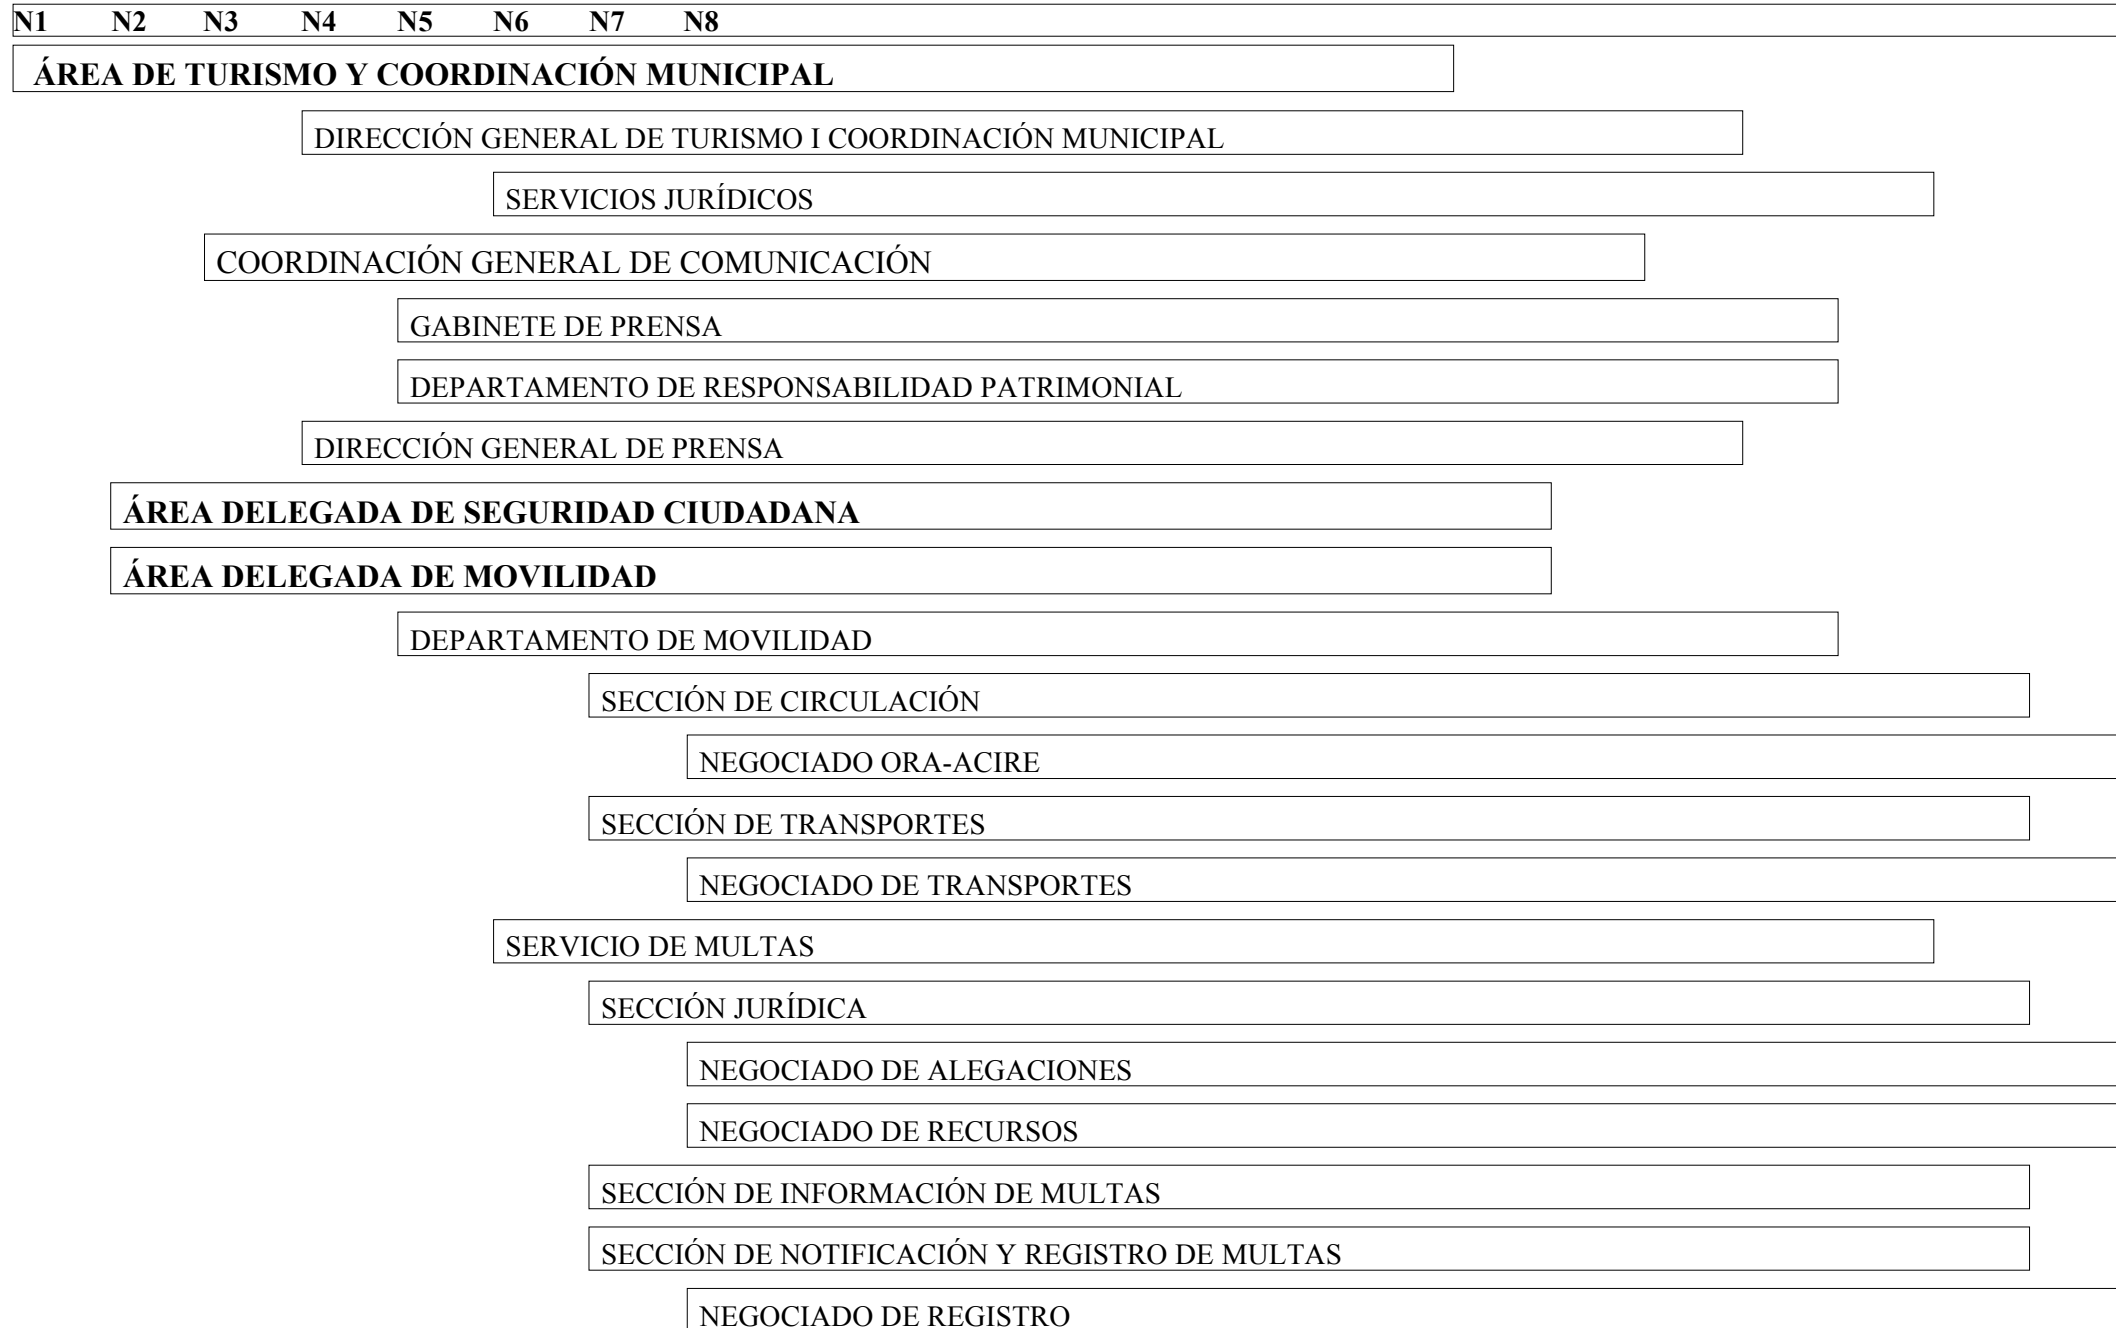 N1 N2 N3 N4 N5 N6 N7 N8
ÁREA DE TURISMO Y COORDINACIÓN MUNICIPAL
DIRECCIÓN GENERAL DE TURISMO I COORDINACIÓN MUNICIPAL
SERVICIOS JURÍDICOS
COORDINACIÓN GENERAL DE COMUNICACIÓN
GABINETE DE PRENSA
DEPARTAMENTO DE RESPONSABILIDAD PATRIMONIAL
DIRECCIÓN GENERAL DE PRENSA
ÁREA DELEGADA DE SEGURIDAD CIUDADANA
ÁREA DELEGADA DE MOVILIDAD
DEPARTAMENTO DE MOVILIDAD
SECCIÓN DE CIRCULACIÓN
NEGOCIADO ORA-ACIRE
SECCIÓN DE TRANSPORTES
NEGOCIADO DE TRANSPORTES
SERVICIO DE MULTAS
SECCIÓN JURÍDICA
NEGOCIADO DE ALEGACIONES
NEGOCIADO DE RECURSOS
SECCIÓN DE INFORMACIÓN DE MULTAS
SECCIÓN DE NOTIFICACIÓN Y REGISTRO DE MULTAS
NEGOCIADO DE REGISTRO